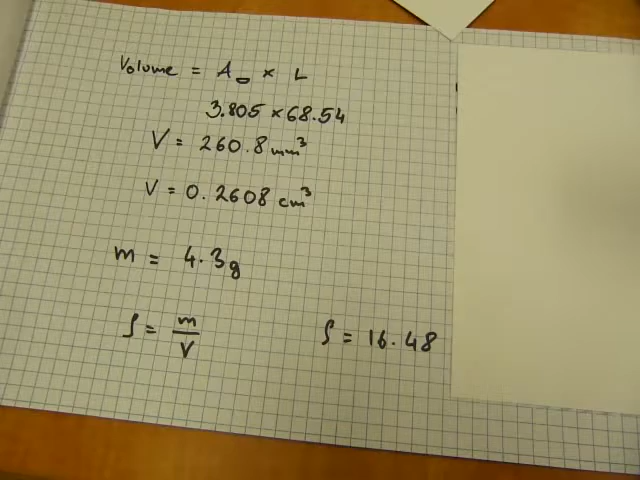 Volume = A▭ × L
3.805 × 68.54
V = 260.8 mm³
V = 0.2608 cm³
m = 4.3g
ρ = m/V ρ = 16.48